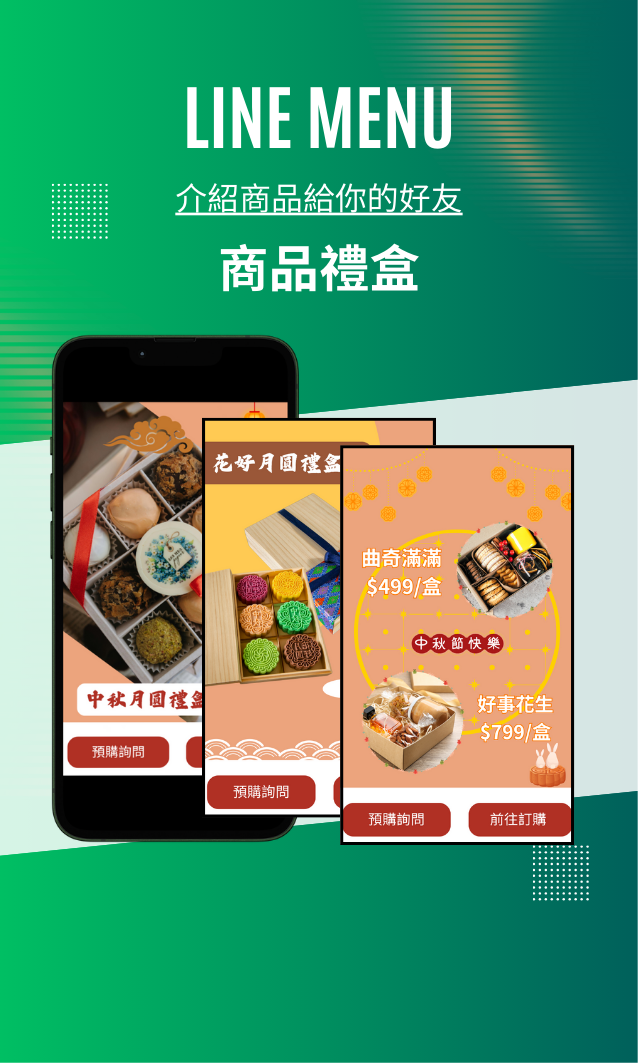 LINE MENU
介紹商品給你的好友
商品禮盒
中秋月圓禮盒
預購詢問
花好月圓禮盒
預購詢問
曲奇滿滿
$499/盒
中秋節快樂
好事花生
$799/盒
預購詢問
前往訂購